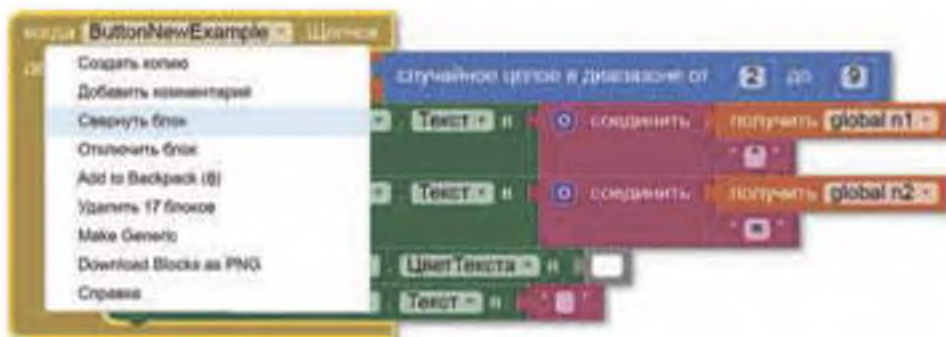 когда ButtonNewExample Щелчок
Создать копию
случайное целое в диапазоне от 2 до 9
Добавить комментарий
Свернуть блок
Текст в соединить получить global n1
Отключить блок
Add to Backpack (8)
Текст в соединить получить global n2
Удалить 17 блоков
Make Generic
=
Download Blocks as PNG
ЦветТекста в
Справка
Текст в